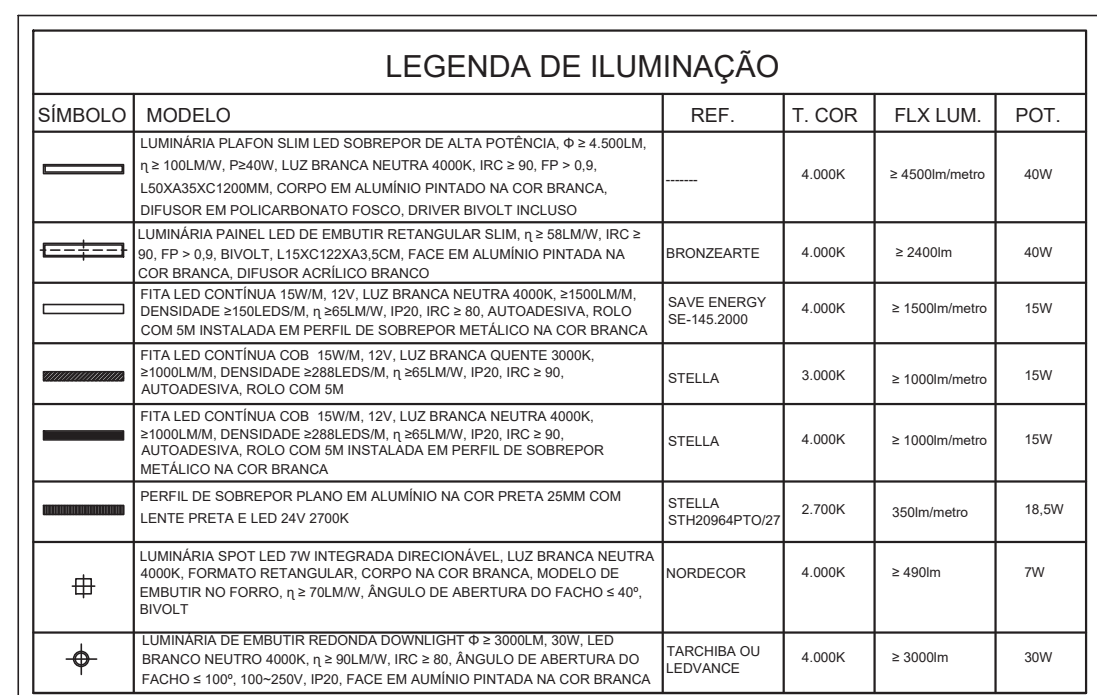 LEGENDA DE ILUMINAÇÃO
SÍMBOLO MODELO REF. T. COR FLX LUM. POT.
LUMINÁRIA PLAFON SLIM LED SOBREPOR DE ALTA POTÊNCIA, Φ ≥ 4.500LM,
η ≥ 100LM/W, P≥40W, LUZ BRANCA NEUTRA 4000K, IRC ≥ 90, FP > 0,9,
L50XA35XC1200MM, CORPO EM ALUMÍNIO PINTADO NA COR BRANCA,
DIFUSOR EM POLICARBONATO FOSCO, DRIVER BIVOLT INCLUSO
-------
4.000K
≥ 4500lm/metro
40W
LUMINÁRIA PAINEL LED DE EMBUTIR RETANGULAR SLIM, η ≥ 58LM/W, IRC ≥
90, FP > 0,9, BIVOLT, L15XC122XA3,5CM, FACE EM ALUMÍNIO PINTADA NA
COR BRANCA, DIFUSOR ACRÍLICO BRANCO
BRONZEARTE
4.000K
≥ 2400lm
40W
FITA LED CONTÍNUA 15W/M, 12V, LUZ BRANCA NEUTRA 4000K, ≥1500LM/M,
DENSIDADE ≥150LEDS/M, η ≥65LM/W, IP20, IRC ≥ 80, AUTOADESIVA, ROLO
COM 5M INSTALADA EM PERFIL DE SOBREPOR METÁLICO NA COR BRANCA
SAVE ENERGY
SE-145.2000
4.000K
≥ 1500lm/metro
15W
FITA LED CONTÍNUA COB 15W/M, 12V, LUZ BRANCA QUENTE 3000K,
≥1000LM/M, DENSIDADE ≥288LEDS/M, η ≥65LM/W, IP20, IRC ≥ 90,
AUTOADESIVA, ROLO COM 5M
STELLA
3.000K
≥ 1000lm/metro
15W
FITA LED CONTÍNUA COB 15W/M, 12V, LUZ BRANCA NEUTRA 4000K,
≥1000LM/M, DENSIDADE ≥288LEDS/M, η ≥65LM/W, IP20, IRC ≥ 90,
AUTOADESIVA, ROLO COM 5M INSTALADA EM PERFIL DE SOBREPOR
METÁLICO NA COR BRANCA
STELLA
4.000K
≥ 1000lm/metro
15W
PERFIL DE SOBREPOR PLANO EM ALUMÍNIO NA COR PRETA 25MM COM
LENTE PRETA E LED 24V 2700K
STELLA
STH20964PTO/27
2.700K
350lm/metro
18,5W
LUMINÁRIA SPOT LED 7W INTEGRADA DIRECIONÁVEL, LUZ BRANCA NEUTRA
4000K, FORMATO RETANGULAR, CORPO NA COR BRANCA, MODELO DE
EMBUTIR NO FORRO, η ≥ 70LM/W, ÂNGULO DE ABERTURA DO FACHO ≤ 40º,
BIVOLT
NORDECOR
4.000K
≥ 490lm
7W
LUMINÁRIA DE EMBUTIR REDONDA DOWNLIGHT Φ ≥ 3000LM, 30W, LED
BRANCO NEUTRO 4000K, η ≥ 90LM/W, IRC ≥ 80, ÂNGULO DE ABERTURA DO
FACHO ≤ 100º, 100~250V, IP20, FACE EM AUMÍNIO PINTADA NA COR BRANCA
TARCHIBA OU
LEDVANCE
4.000K
≥ 3000lm
30W